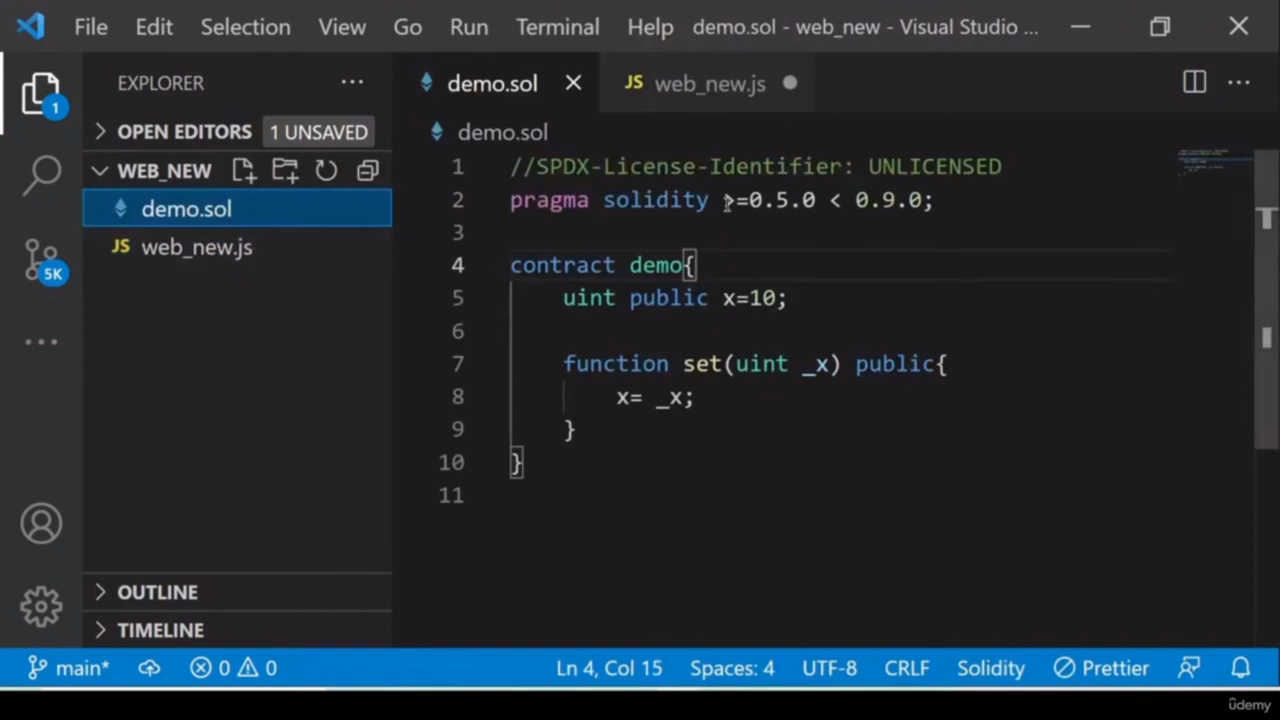 File Edit Selection View Go Run Terminal Help demo.sol - web_new - Visual Studio ...
EXPLORER
demo.sol
JS web_new.js
OPEN EDITORS 1 UNSAVED
demo.sol
WEB_NEW
demo.sol
JS web_new.js
1
5K
1 //SPDX-License-Identifier: UNLICENSED
2 pragma solidity >=0.5.0 < 0.9.0;
3
4 contract demo{
5 uint public x=10;
6
7 function set(uint _x) public{
8 x= _x;
9 }
10 }
11
OUTLINE
TIMELINE
main* 0 0 Ln 4, Col 15 Spaces: 4 UTF-8 CRLF Solidity Prettier
ûdemy